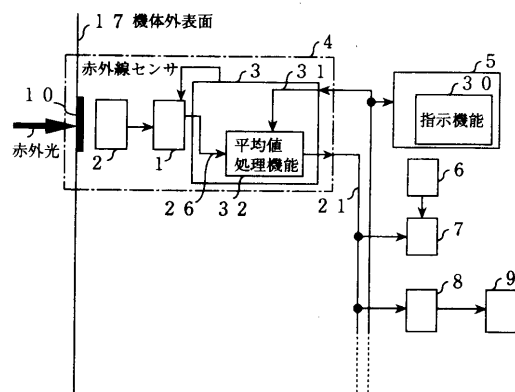 １７ 機体外表面
４
赤外線センサ
３
３１
５
３０
１０
指示機能
赤外光
２
１
平均値
処理機能
２６
３２
２１
６
７
８
９